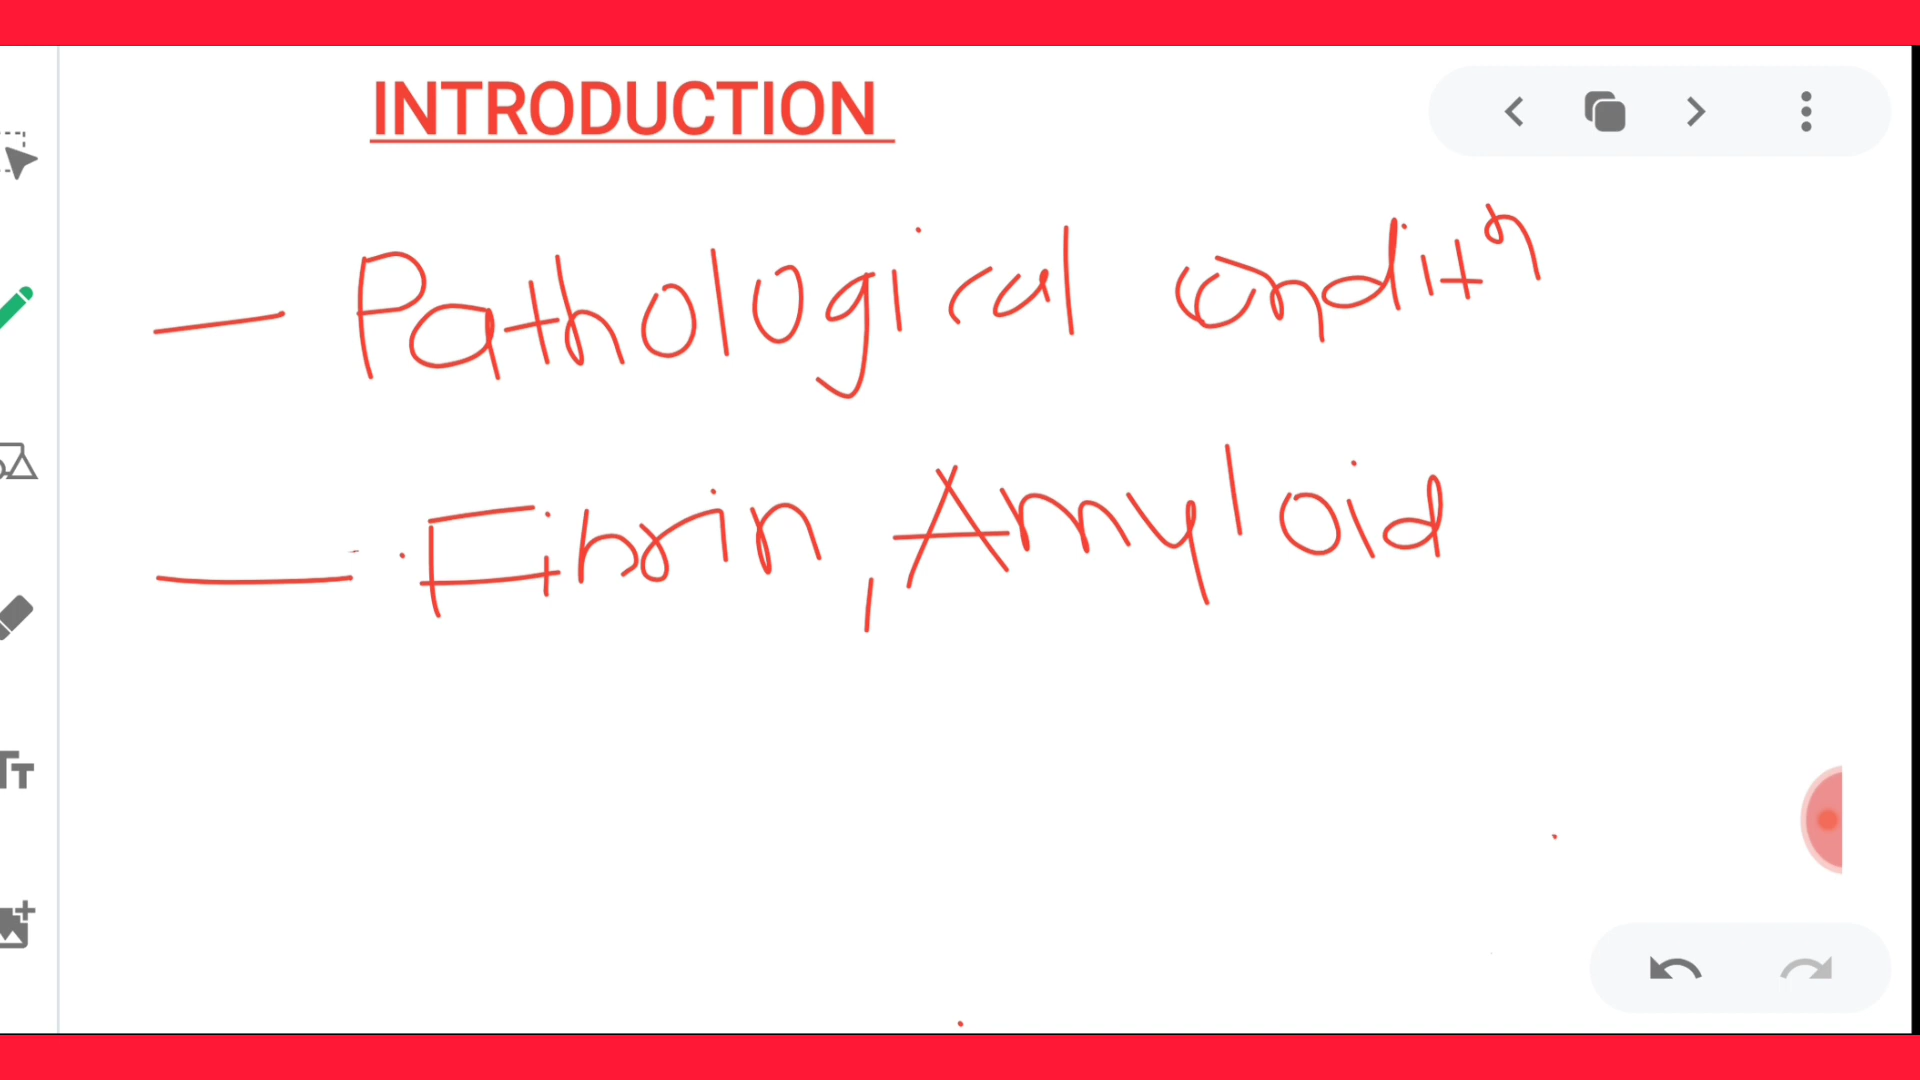 INTRODUCTION
— Pathological conditn
— Fibrin, Amyloid